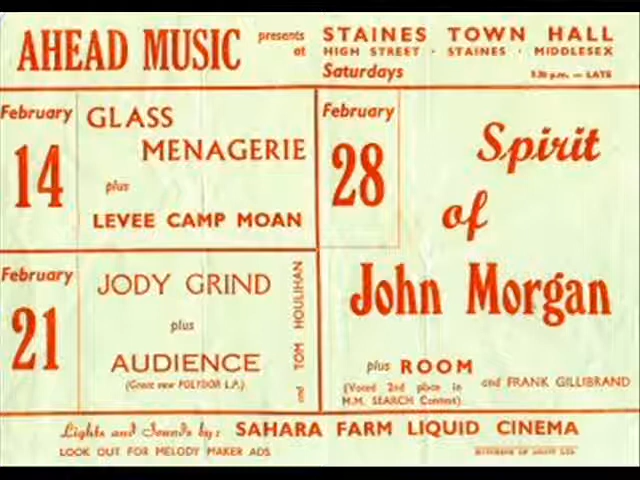 AHEAD MUSIC presents at STAINES TOWN HALL
HIGH STREET · STAINES · MIDDLESEX
Saturdays 7.30 p.m. — LATE
February 14
GLASS
MENAGERIE
plus
LEVEE CAMP MOAN
February 21
JODY GRIND
plus
AUDIENCE
(Great new POLYDOR L.P.)
and TOM HOULIHAN
February 28
Spirit
of
John Morgan
plus ROOM
(Voted 2nd place in
M.M. SEARCH Contest)
and FRANK GILLIBRAND
Lights and Sounds by: SAHARA FARM LIQUID CINEMA
LOOK OUT FOR MELODY MAKER ADS